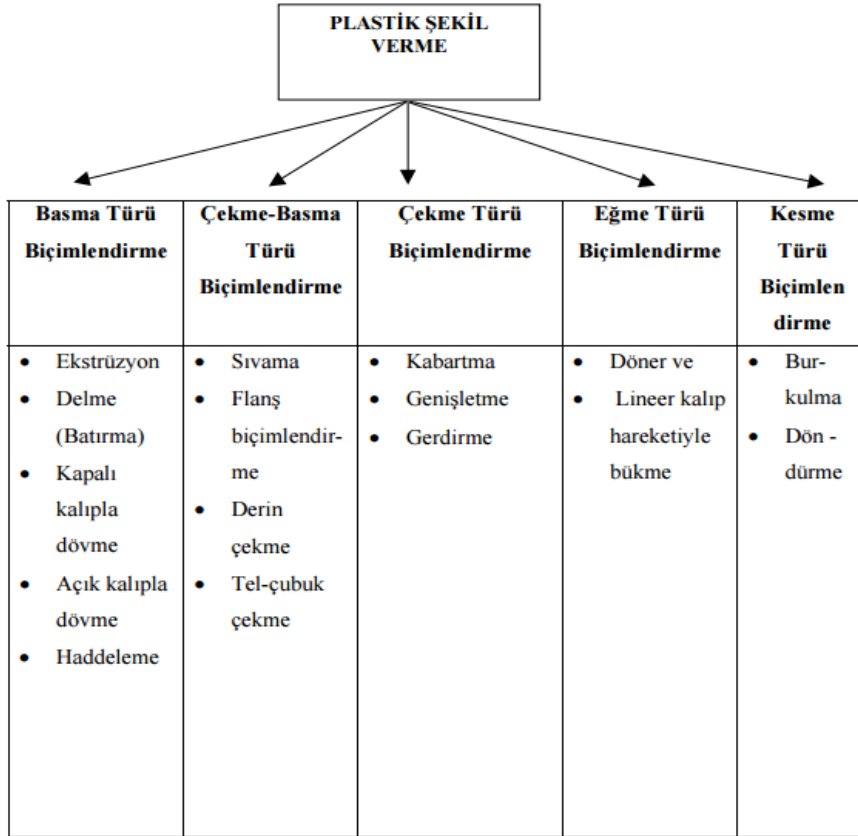 PLASTİK ŞEKİL
VERME
Basma Türü
Biçimlendirme
Çekme-Basma
Türü
Biçimlendirme
Çekme Türü
Biçimlendirme
Eğme Türü
Biçimlendirme
Kesme
Türü
Biçimlen
dirme
• Ekstrüzyon
• Delme
(Batırma)
• Kapalı
kalıpla
dövme
• Açık kalıpla
dövme
• Haddeleme
• Sıvama
• Flanş
biçimlendir-
me
• Derin
çekme
• Tel-çubuk
çekme
• Kabartma
• Genişletme
• Gerdirme
• Döner ve
• Lineer kalıp
hareketiyle
bükme
• Bur-
kulma
• Dön -
dürme